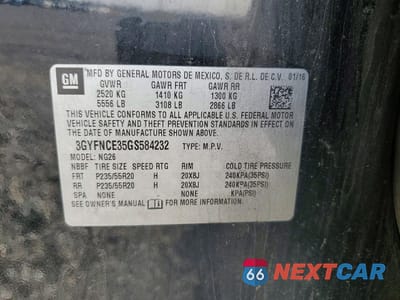 GM
MFD BY GENERAL MOTORS DE MEXICO, S. DE R.L. DE C.V. 01/16
GVWR GAWR FRT GAWR RR
2520 KG 1410 KG 1300 KG
5556 LB 3108 LB 2866 LB
THIS VEHICLE CONFORMS TO ALL APPLICABLE U.S. FEDERAL
MOTOR VEHICLE SAFETY, BUMPER, AND THEFT PREVENTION
STANDARDS IN EFFECT ON THE DATE OF MANUFACTURE
SHOWN ABOVE.
3GYFNCE35GS584232 TYPE: M.P.V.
MODEL: NG26
NBBF TIRE SIZE SPEED RTG RIM COLD TIRE PRESSURE
FRT P235/55R20 H 20X8J 240KPA(35PSI)
RR P235/55R20 H 20X8J 240KPA(35PSI)
SPA NONE NONE KPA(PSI)
SEE OWNER'S MANUAL FOR ADDITIONAL INFORMATION.
66 NEXTCAR